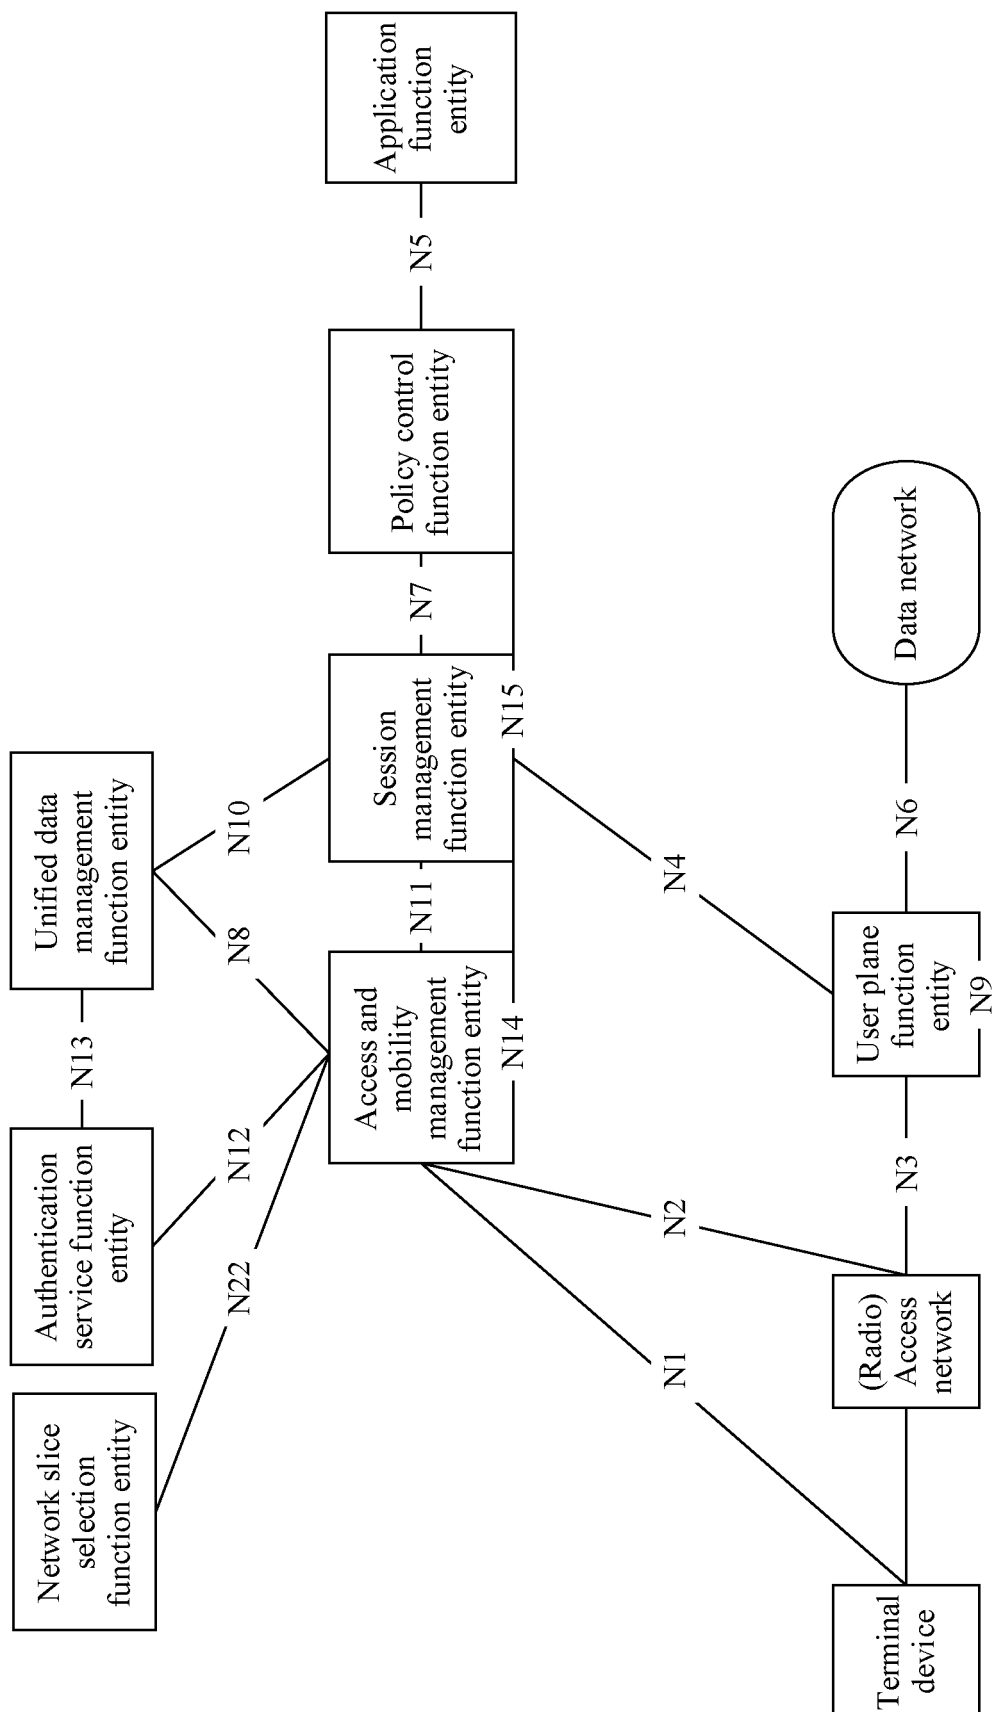 Network slice
selection
function entity
Authentication
service function
entity
N13
Unified data
management
function entity
N22
N12
N8
N10
Access and
mobility
management
function entity
N11
Session
management
function entity
N7
Policy control
function entity
N5
Application
function
entity
N14
N15
N1
N2
N4
Terminal
device
(Radio)
Access
network
N3
User plane
function
entity
N9
N6
Data network